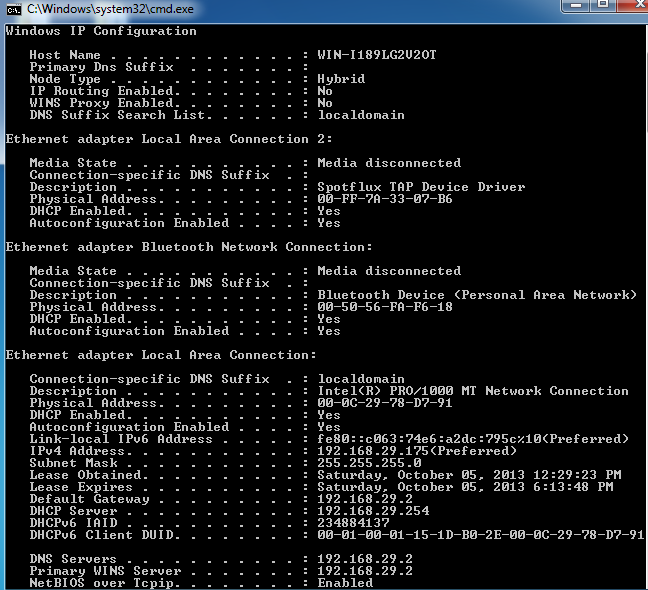 C:\Windows\system32\cmd.exe
Windows IP Configuration
Host Name . . . . . . . . . . . . : WIN-I189LG2V2OT
Primary Dns Suffix . . . . . . . :
Node Type . . . . . . . . . . . . : Hybrid
IP Routing Enabled. . . . . . . . : No
WINS Proxy Enabled. . . . . . . . : No
DNS Suffix Search List. . . . . . : localdomain
Ethernet adapter Local Area Connection 2:
Media State . . . . . . . . . . . : Media disconnected
Connection-specific DNS Suffix . :
Description . . . . . . . . . . . : Spotflux TAP Device Driver
Physical Address. . . . . . . . . : 00-FF-7A-33-07-B6
DHCP Enabled. . . . . . . . . . . : Yes
Autoconfiguration Enabled . . . . : Yes
Ethernet adapter Bluetooth Network Connection:
Media State . . . . . . . . . . . : Media disconnected
Connection-specific DNS Suffix . :
Description . . . . . . . . . . . : Bluetooth Device (Personal Area Network)
Physical Address. . . . . . . . . : 00-50-56-FA-F6-18
DHCP Enabled. . . . . . . . . . . : Yes
Autoconfiguration Enabled . . . . : Yes
Ethernet adapter Local Area Connection:
Connection-specific DNS Suffix . : localdomain
Description . . . . . . . . . . . : Intel(R) PRO/1000 MT Network Connection
Physical Address. . . . . . . . . : 00-0C-29-78-D7-91
DHCP Enabled. . . . . . . . . . . : Yes
Autoconfiguration Enabled . . . . : Yes
Link-local IPv6 Address . . . . . : fe80::c063:74e6:a2dc:795c%10(Preferred)
IPv4 Address. . . . . . . . . . . : 192.168.29.175(Preferred)
Subnet Mask . . . . . . . . . . . : 255.255.255.0
Lease Obtained. . . . . . . . . . : Saturday, October 05, 2013 12:29:23 PM
Lease Expires . . . . . . . . . . : Saturday, October 05, 2013 6:13:48 PM
Default Gateway . . . . . . . . . : 192.168.29.2
DHCP Server . . . . . . . . . . . : 192.168.29.254
DHCPv6 IAID . . . . . . . . . . . : 234884137
DHCPv6 Client DUID. . . . . . . . : 00-01-00-01-15-1D-B0-2E-00-0C-29-78-D7-91
DNS Servers . . . . . . . . . . . : 192.168.29.2
Primary WINS Server . . . . . . . : 192.168.29.2
NetBIOS over Tcpip. . . . . . . . : Enabled